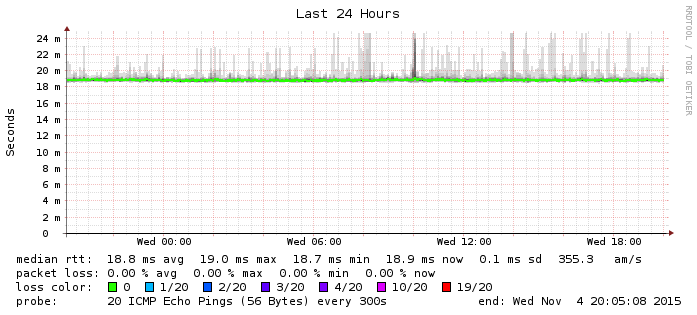 Last 24 Hours
RRDTOOL / TOBI OETIKER
Seconds
24 m
22 m
20 m
18 m
16 m
14 m
12 m
10 m
8 m
6 m
4 m
2 m
0
Wed 00:00 Wed 06:00 Wed 12:00 Wed 18:00
median rtt: 18.8 ms avg 19.0 ms max 18.7 ms min 18.9 ms now 0.1 ms sd 355.3 am/s
packet loss: 0.00 % avg 0.00 % max 0.00 % min 0.00 % now
loss color: 0 1/20 2/20 3/20 4/20 10/20 19/20
probe: 20 ICMP Echo Pings (56 Bytes) every 300s end: Wed Nov 4 20:05:08 2015